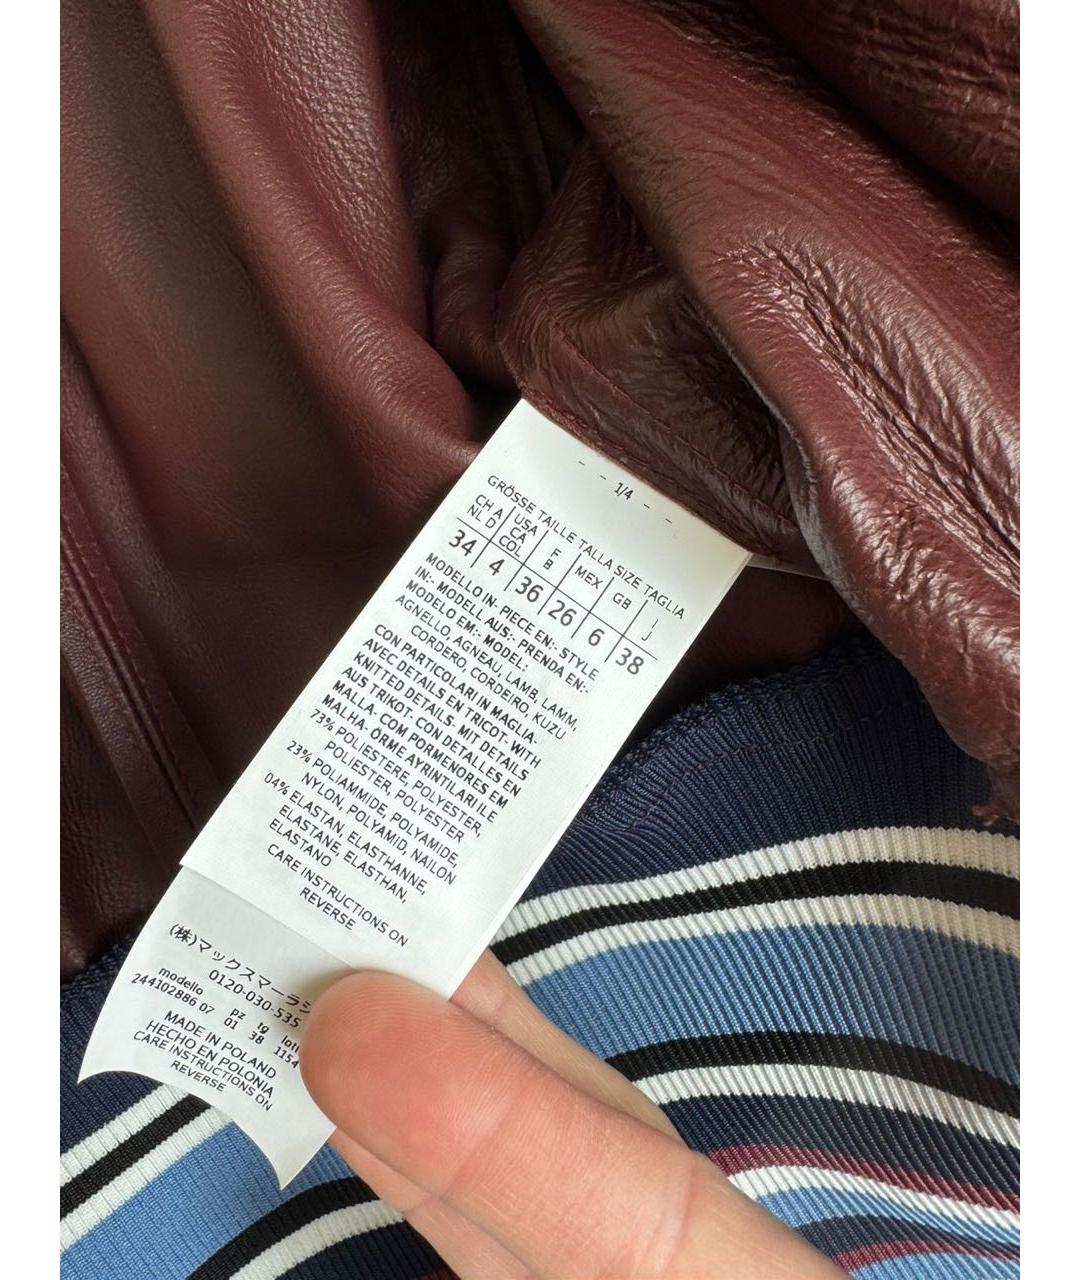 - - 1/4 - -
GRÖSSE TAILLE TALLA SIZE TAGLIA
CH A
NL D
USA
CA
COL
F
B
MEX
GB
I
J
34 4 36 26 6 38
MODELLO IN- PIECE EN:- STYLE
IN:- MODELL AUS:- PRENDA EN:-
MODELO EM:- MODEL:
AGNELLO, AGNEAU, LAMB, LAMM,
CORDERO, CORDEIRO, KUZU
CON PARTICOLARI IN MAGLIA-
AVEC DÉTAILS EN TRICOT- WITH
KNITTED DETAILS- MIT DETAILS
AUS TRIKOT- CON DETALLES EN
MALLA- COM PORMENORES EM
MALHA- ÖRME AYRINTILARI ILE
73% POLIESTERE, POLYESTER,
POLIESTER, POLYESTER
23% POLIAMMIDE, POLYAMIDE,
NYLON, POLYAMID, NAILON
04% ELASTAN, ELASTHANNE,
ELASTANE, ELASTHAN,
ELASTANO
CARE INSTRUCTIONS ON
REVERSE
(株)マックスマーラジ
0120-030-535
modello pz tg lott
244102886 07 01 38 1154
MADE IN POLAND
HECHO EN POLONIA
CARE INSTRUCTIONS ON
REVERSE